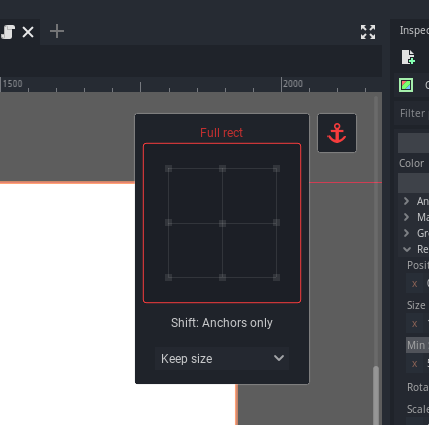 Inspec
1500
2000
Filter
Full rect
Color
An
Ma
Gr
Re
Posit
Size
Shift: Anchors only
Min
x
Keep size
x
Rota
Scale